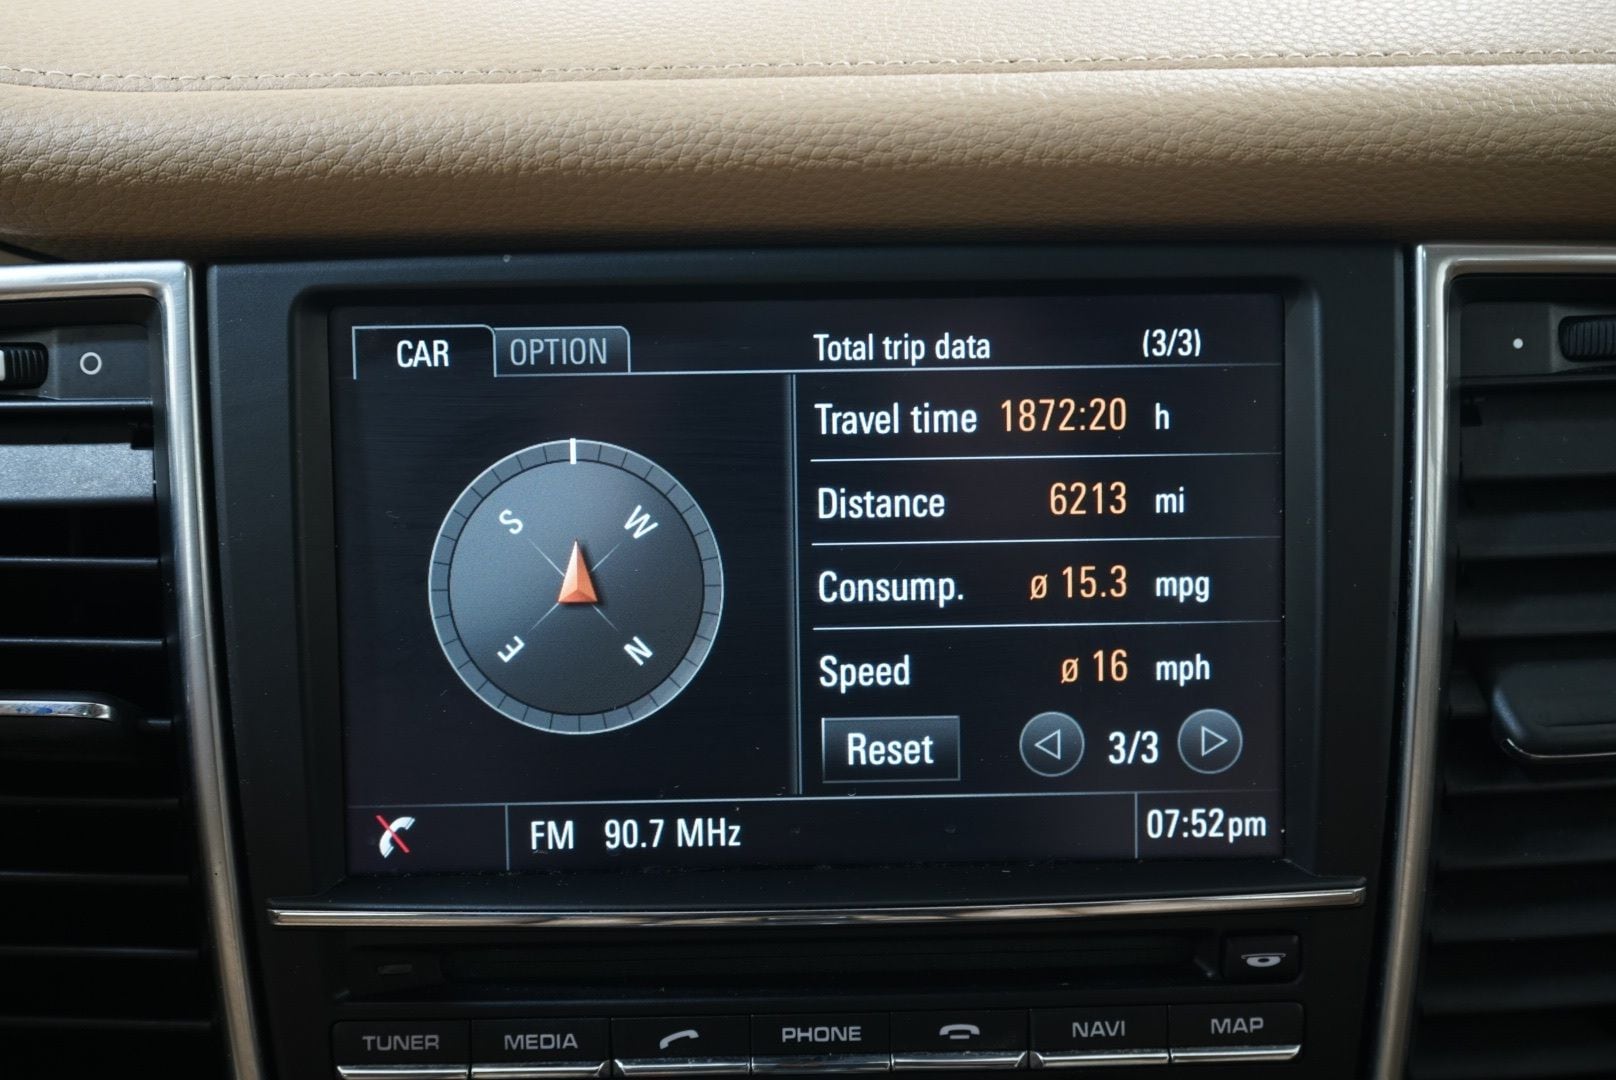 CAR OPTION Total trip data (3/3)
Travel time 1872:20 h
Distance 6213 mi
Consump. ø 15.3 mpg
Speed ø 16 mph
Reset 3/3
S W
E N
FM 90.7 MHz 07:52pm
TUNER MEDIA PHONE NAVI MAP